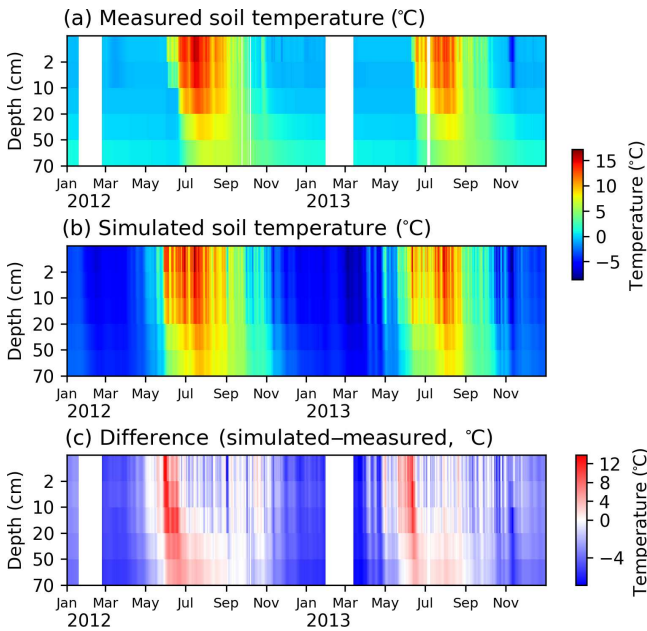 (a) Measured soil temperature (℃)
Depth (cm)
2
10
20
50
70
Jan Mar May Jul Sep Nov Jan Mar May Jul Sep Nov
2012 2013
15
10
5
0
−5
Temperature (℃)
(b) Simulated soil temperature (℃)
Depth (cm)
2
10
20
50
70
Jan Mar May Jul Sep Nov Jan Mar May Jul Sep Nov
2012 2013
(c) Difference (simulated–measured, ℃)
Depth (cm)
2
10
20
50
70
Jan Mar May Jul Sep Nov Jan Mar May Jul Sep Nov
2012 2013
12
8
4
0
−4
Temperature (℃)